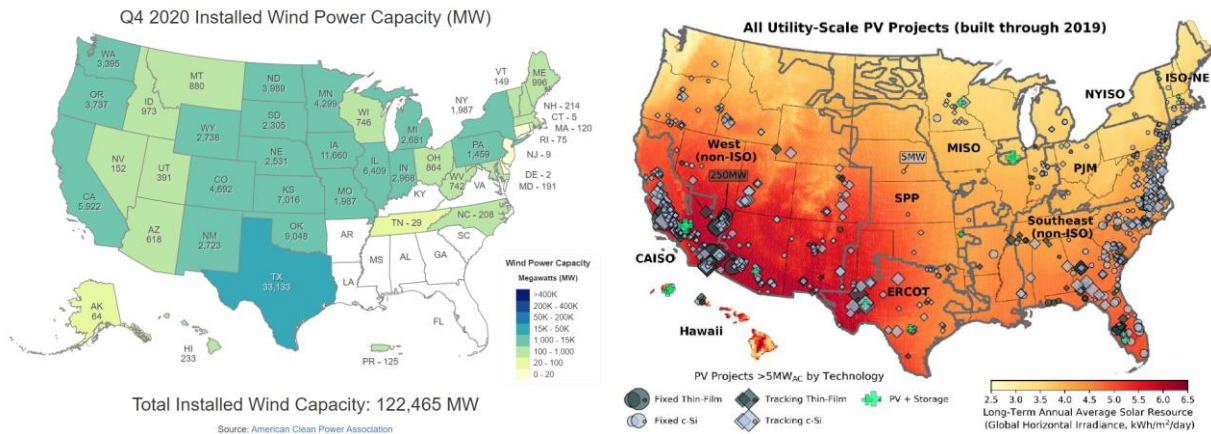 Q4 2020 Installed Wind Power Capacity (MW)
WA
3,395
OR
3,737
CA
5,922
NV
152
ID
973
MT
880
WY
2,738
UT
391
AZ
618
CO
4,692
NM
2,723
ND
3,989
SD
2,305
NE
2,531
KS
7,016
OK
9,048
TX
33,133
MN
4,299
IA
11,660
MO
1,987
AR
LA
WI
746
IL
6,409
MI
2,681
IN
2,968
OH
864
KY
TN - 29
MS
AL
GA
FL
SC
NC - 208
VA
WV
742
PA
1,459
NY
1,987
VT
149
ME
996
NH - 214
CT - 5
MA - 120
RI - 75
NJ - 9
DE - 2
MD - 191
AK
64
HI
233
PR - 125
Wind Power Capacity
Megawatts (MW)
>400K
200K - 400K
50K - 200K
15K - 50K
1,000 - 15K
100 - 1,000
20 - 100
0 - 20
Total Installed Wind Capacity: 122,465 MW
Source: American Clean Power Association
All Utility-Scale PV Projects (built through 2019)
ISO-NE
NYISO
MISO
PJM
West
(non-ISO)
5MW
250MW
SPP
Southeast
(non-ISO)
CAISO
ERCOT
Hawaii
PV Projects >5MWAC by Technology
Fixed Thin-Film
Tracking Thin-Film
PV + Storage
Fixed c-Si
Tracking c-Si
2.5 3.0 3.5 4.0 4.5 5.0 5.5 6.0 6.5
Long-Term Annual Average Solar Resource
(Global Horizontal Irradiance, kWh/m²/day)